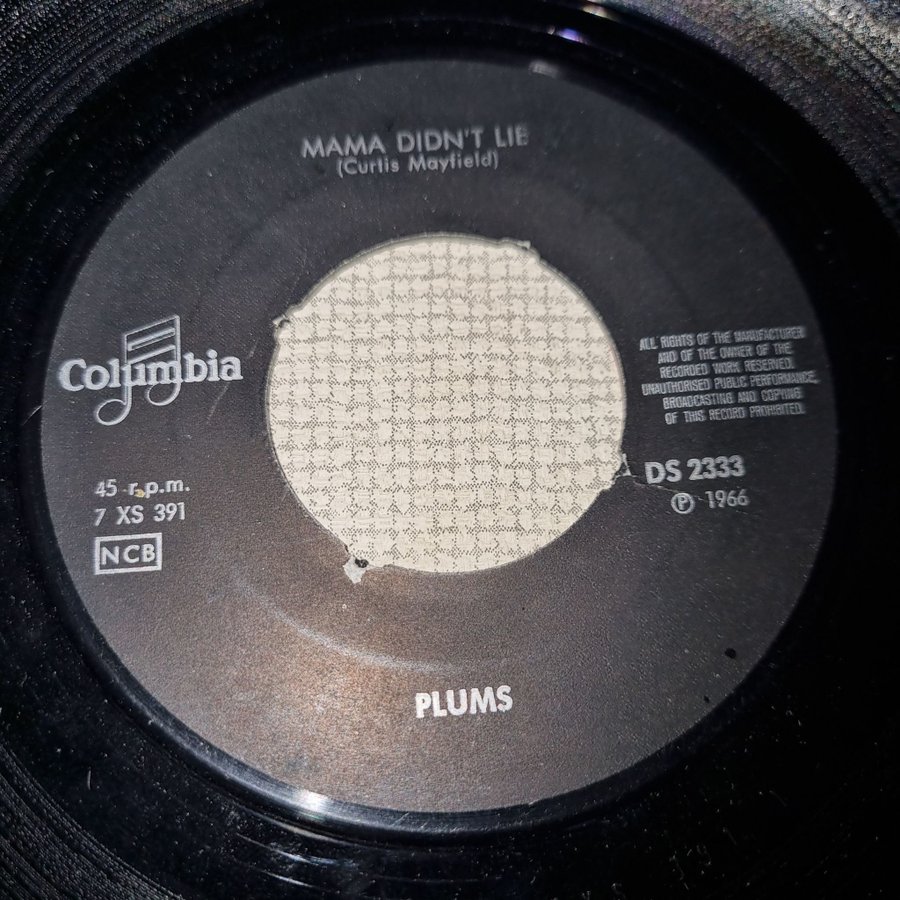 MAMA DIDN'T LIE
(Curtis Mayfield)
Columbia
ALL RIGHTS OF THE MANUFACTURER
AND OF THE OWNER OF THE
RECORDED WORK RESERVED.
UNAUTHORISED PUBLIC PERFORMANCE,
BROADCASTING AND COPYING
OF THIS RECORD PROHIBITED.
45 r.p.m.
7 XS 391
NCB
DS 2333
℗ 1966
PLUMS